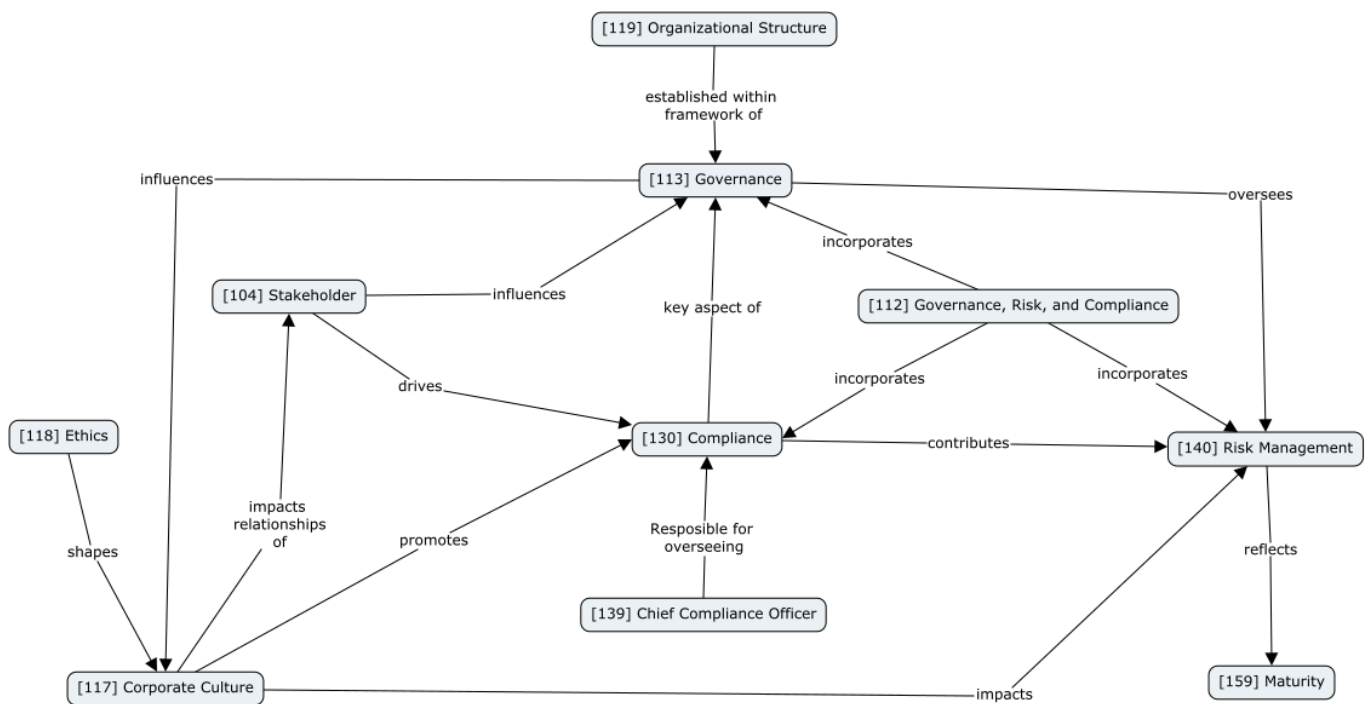 [119] Organizational Structure
established within
framework of
influences
[113] Governance
oversees
incorporates
[104] Stakeholder
influences
key aspect of
[112] Governance, Risk, and Compliance
drives
incorporates
incorporates
[118] Ethics
[130] Compliance
contributes
[140] Risk Management
impacts
relationships
of
promotes
Resposible for
overseeing
shapes
reflects
[139] Chief Compliance Officer
[117] Corporate Culture
impacts
[159] Maturity